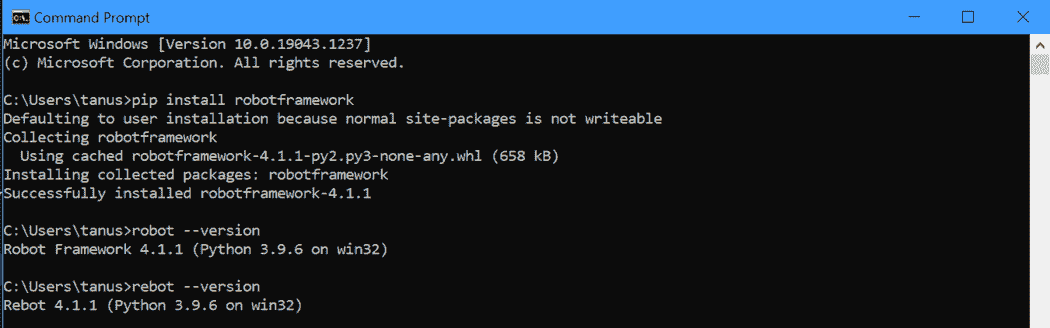 Command Prompt
Microsoft Windows [Version 10.0.19043.1237]
(c) Microsoft Corporation. All rights reserved.
C:\Users\tanus>pip install robotframework
Defaulting to user installation because normal site-packages is not writeable
Collecting robotframework
  Using cached robotframework-4.1.1-py2.py3-none-any.whl (658 kB)
Installing collected packages: robotframework
Successfully installed robotframework-4.1.1
C:\Users\tanus>robot --version
Robot Framework 4.1.1 (Python 3.9.6 on win32)
C:\Users\tanus>rebot --version
Rebot 4.1.1 (Python 3.9.6 on win32)